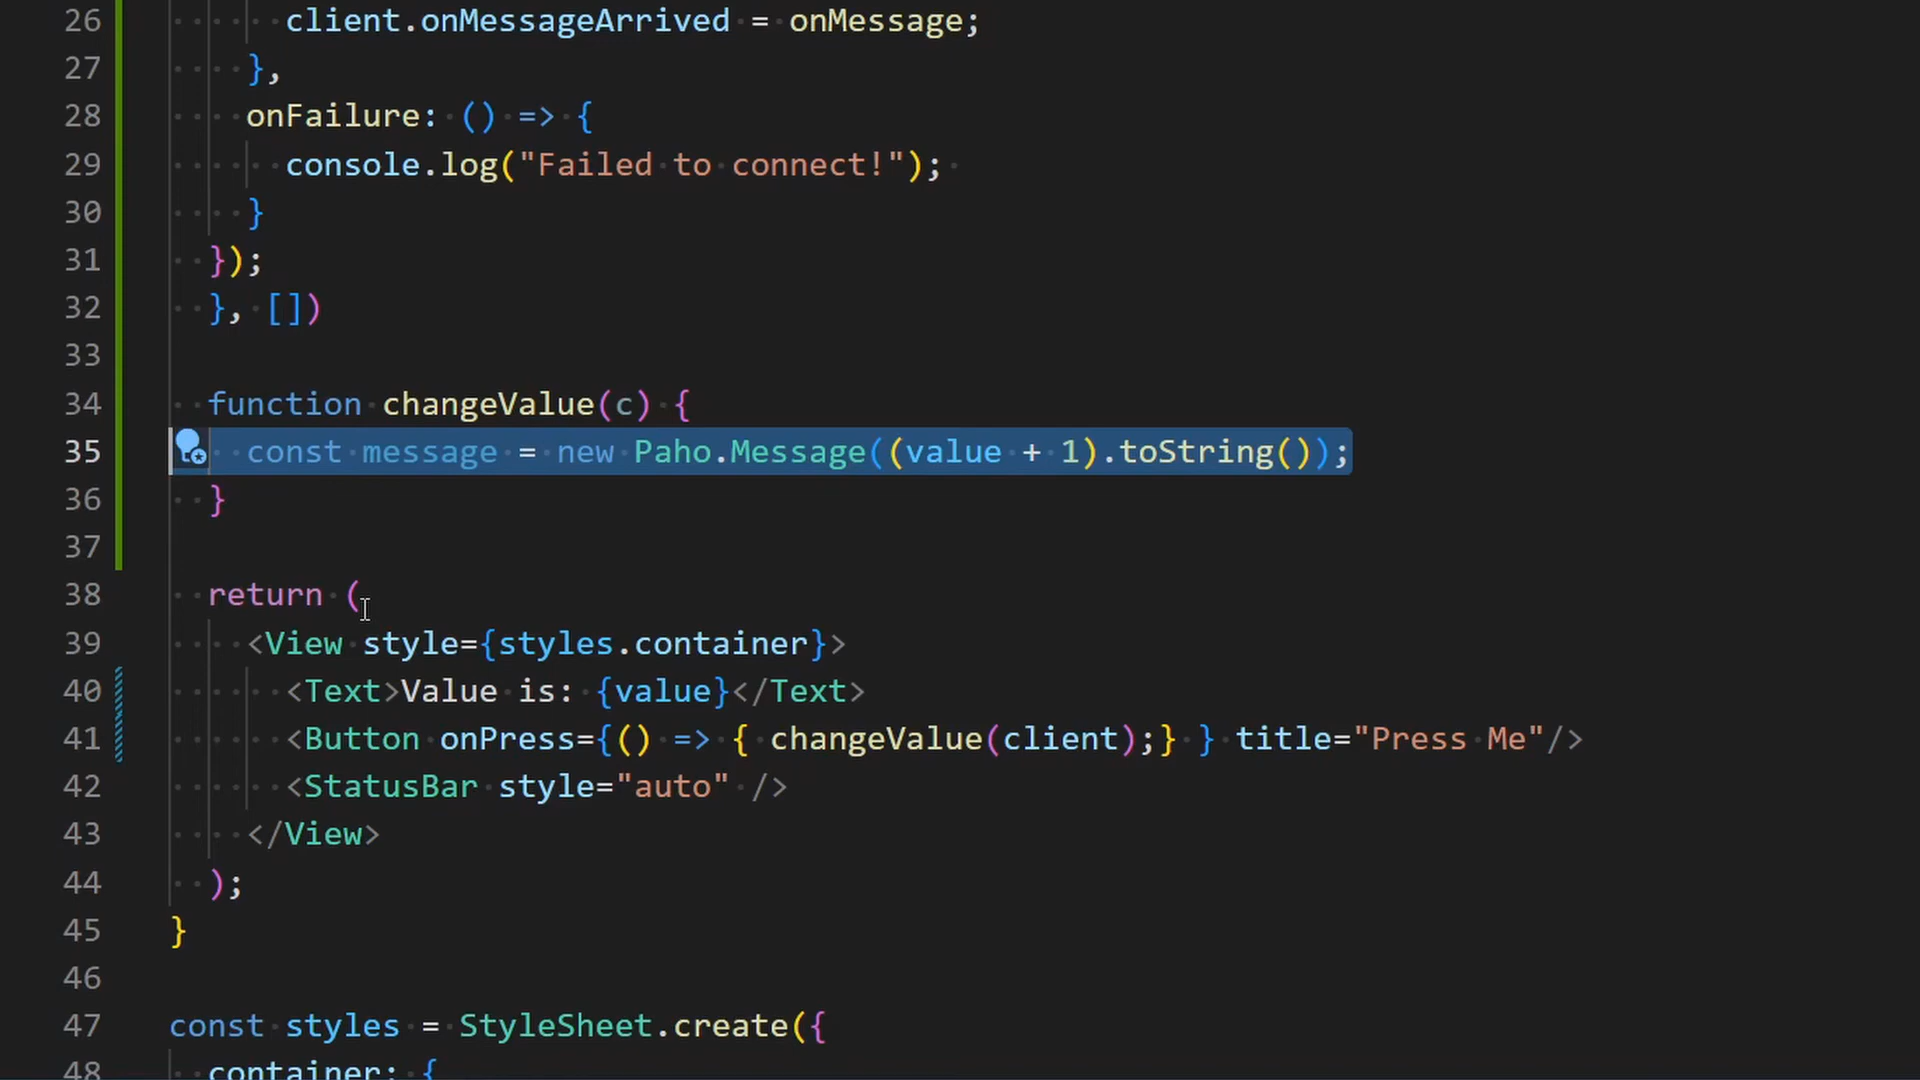 26 client.onMessageArrived = onMessage;
27 },
28 onFailure: () => {
29 console.log("Failed to connect!");
30 }
31 });
32 }, [])
33
34 function changeValue(c) {
35 const message = new Paho.Message((value + 1).toString());
36 }
37
38 return (
39 <View style={styles.container}>
40 <Text>Value is: {value}</Text>
41 <Button onPress={() => { changeValue(client);} } title="Press Me"/>
42 <StatusBar style="auto" />
43 </View>
44 );
45 }
46
47 const styles = StyleSheet.create({
48 container: {